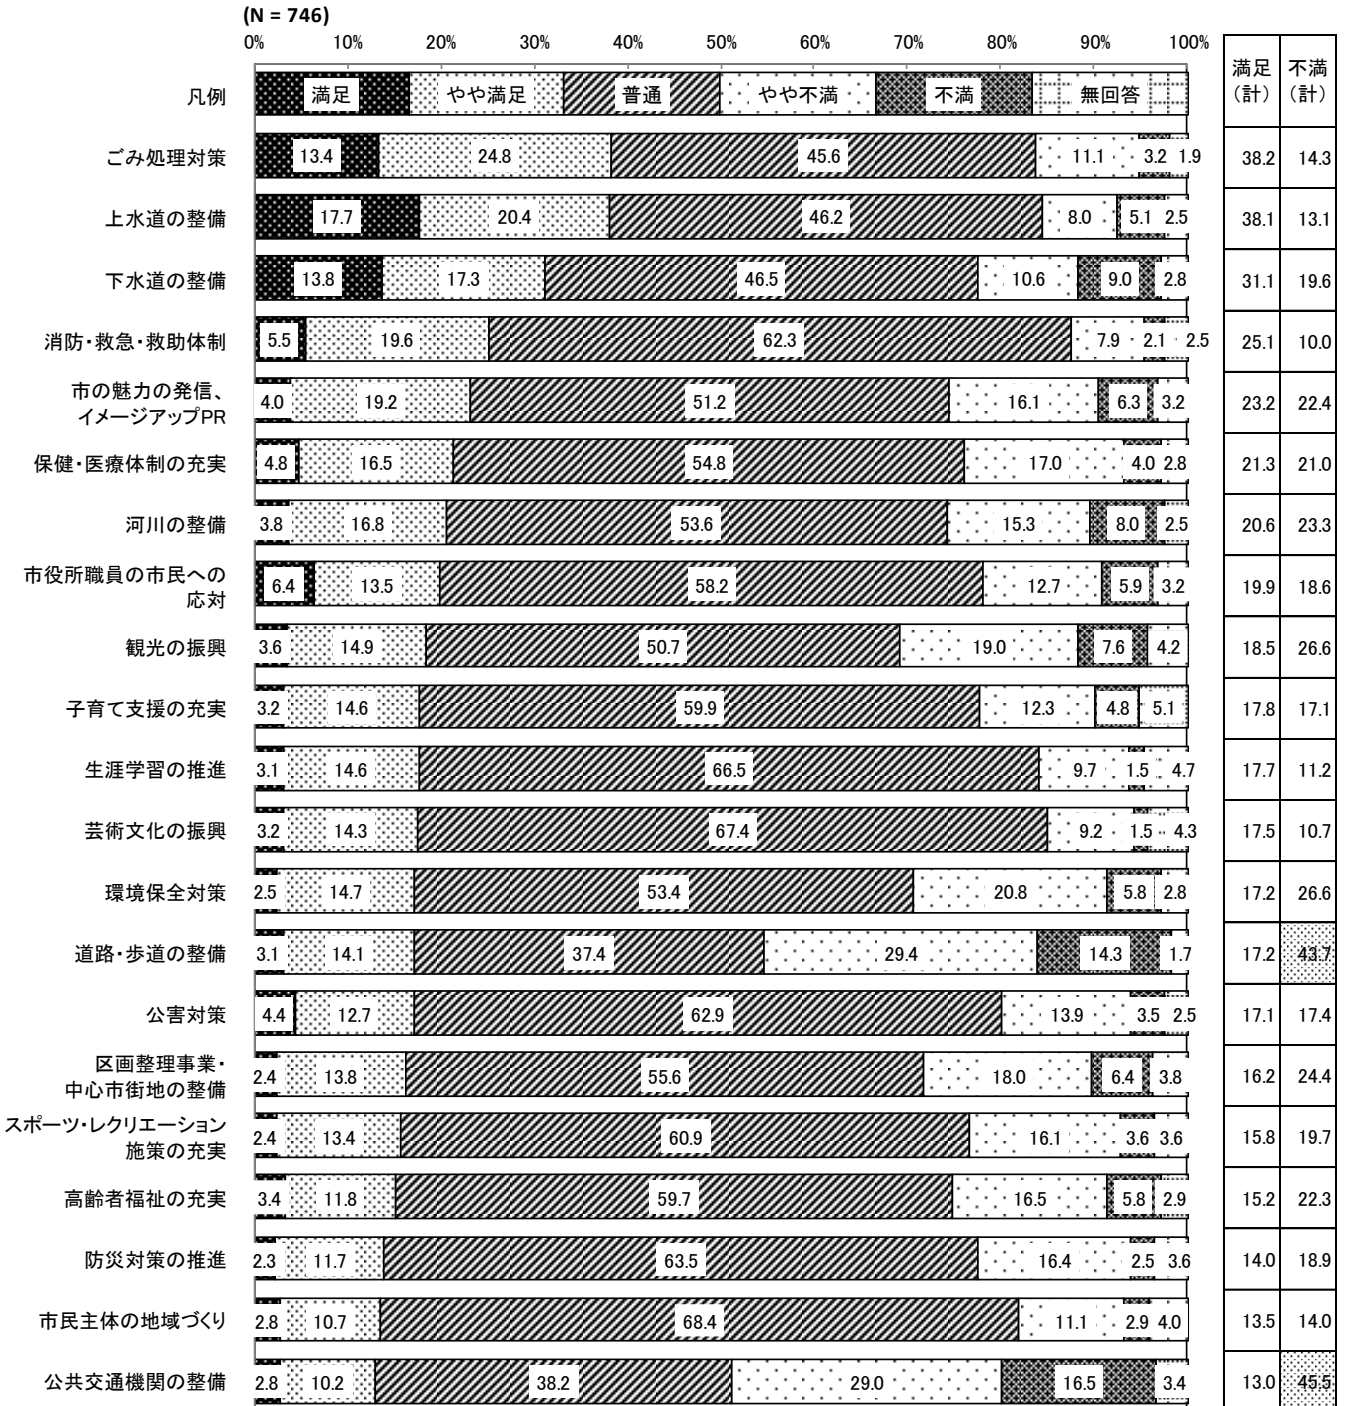 (N = 746)
0% 10% 20% 30% 40% 50% 60% 70% 80% 90% 100%
満足（計） 不満（計）
凡例 満足 やや満足 普通 やや不満 不満 無回答
ごみ処理対策 13.4 24.8 45.6 11.1 3.2 1.9 38.2 14.3
上水道の整備 17.7 20.4 46.2 8.0 5.1 2.5 38.1 13.1
下水道の整備 13.8 17.3 46.5 10.6 9.0 2.8 31.1 19.6
消防・救急・救助体制 5.5 19.6 62.3 7.9 2.1 2.5 25.1 10.0
市の魅力の発信、
イメージアップPR 4.0 19.2 51.2 16.1 6.3 3.2 23.2 22.4
保健・医療体制の充実 4.8 16.5 54.8 17.0 4.0 2.8 21.3 21.0
河川の整備 3.8 16.8 53.6 15.3 8.0 2.5 20.6 23.3
市役所職員の市民への
応対 6.4 13.5 58.2 12.7 5.9 3.2 19.9 18.6
観光の振興 3.6 14.9 50.7 19.0 7.6 4.2 18.5 26.6
子育て支援の充実 3.2 14.6 59.9 12.3 4.8 5.1 17.8 17.1
生涯学習の推進 3.1 14.6 66.5 9.7 1.5 4.7 17.7 11.2
芸術文化の振興 3.2 14.3 67.4 9.2 1.5 4.3 17.5 10.7
環境保全対策 2.5 14.7 53.4 20.8 5.8 2.8 17.2 26.6
道路・歩道の整備 3.1 14.1 37.4 29.4 14.3 1.7 17.2 43.7
公害対策 4.4 12.7 62.9 13.9 3.5 2.5 17.1 17.4
区画整理事業・
中心市街地の整備 2.4 13.8 55.6 18.0 6.4 3.8 16.2 24.4
スポーツ・レクリエーション
施策の充実 2.4 13.4 60.9 16.1 3.6 3.6 15.8 19.7
高齢者福祉の充実 3.4 11.8 59.7 16.5 5.8 2.9 15.2 22.3
防災対策の推進 2.3 11.7 63.5 16.4 2.5 3.6 14.0 18.9
市民主体の地域づくり 2.8 10.7 68.4 11.1 2.9 4.0 13.5 14.0
公共交通機関の整備 2.8 10.2 38.2 29.0 16.5 3.4 13.0 45.5